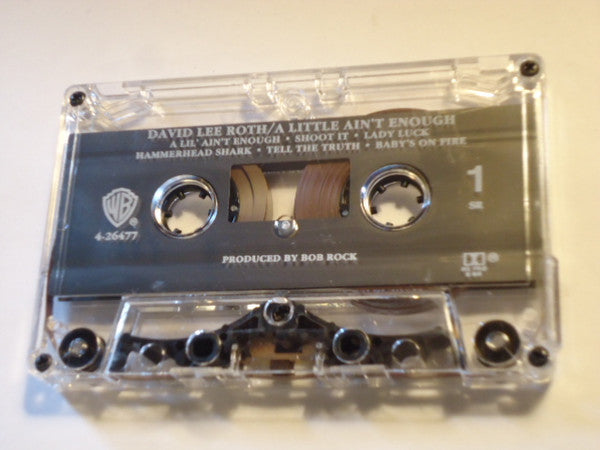 DAVID LEE ROTH/A LITTLE AIN'T ENOUGH
A LIL' AIN'T ENOUGH • SHOOT IT • LADY LUCK
HAMMERHEAD SHARK • TELL THE TRUTH • BABY'S ON FIRE
1
SR
WB
®
4-26477
PRODUCED BY BOB ROCK